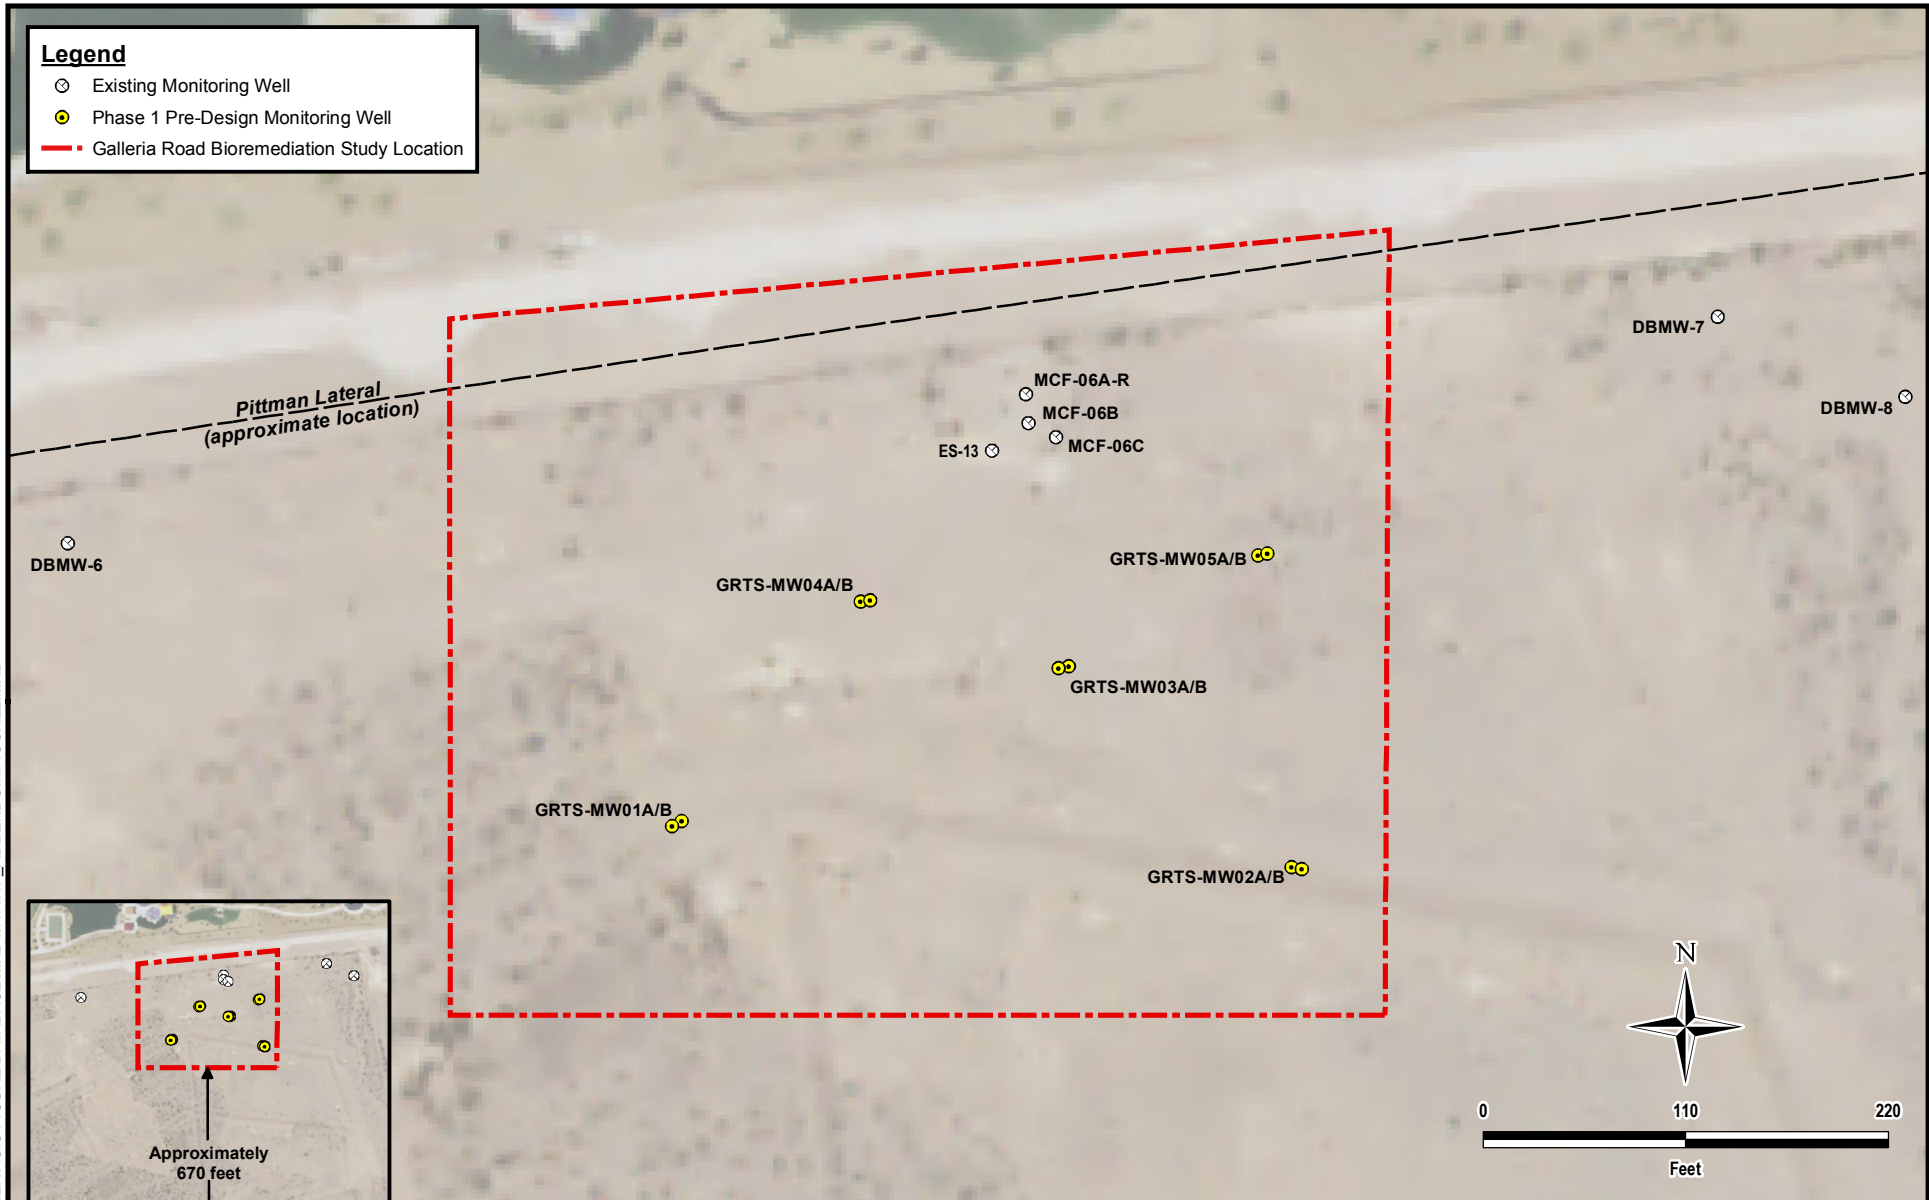 Legend
Existing Monitoring Well
Phase 1 Pre-Design Monitoring Well
Galleria Road Bioremediation Study Location
Pittman Lateral
(approximate location)
DBMW-7
DBMW-8
MCF-06A-R
MCF-06B
MCF-06C
ES-13
DBMW-6
GRTS-MW05A/B
GRTS-MW04A/B
GRTS-MW03A/B
GRTS-MW01A/B
GRTS-MW02A/B
N
0 110 220
Feet
Approximately
670 feet